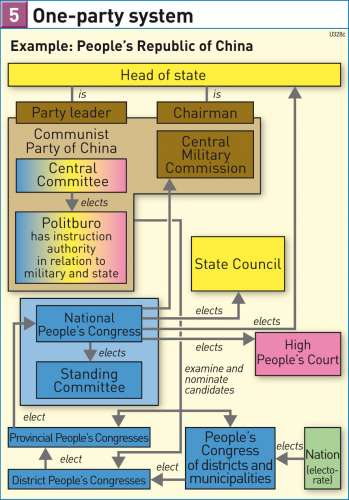 5 One-party system
U328c
Example: People's Republic of China
Head of state
is
is
Party leader
Chairman
Communist
Party of China
Central
Military
Commission
Central
Committee
elects
Politburo
has instruction
authority
in relation to
military and state
State Council
National
People's Congress
elects
elects
elects
elects
High
People's Court
Standing
Committee
examine and
nominate
candidates
elect
Provincial People's Congresses
elect
District People's Congresses
elect
People's
Congress
of districts and
municipalities
elects
Nation
(electo-
rate)